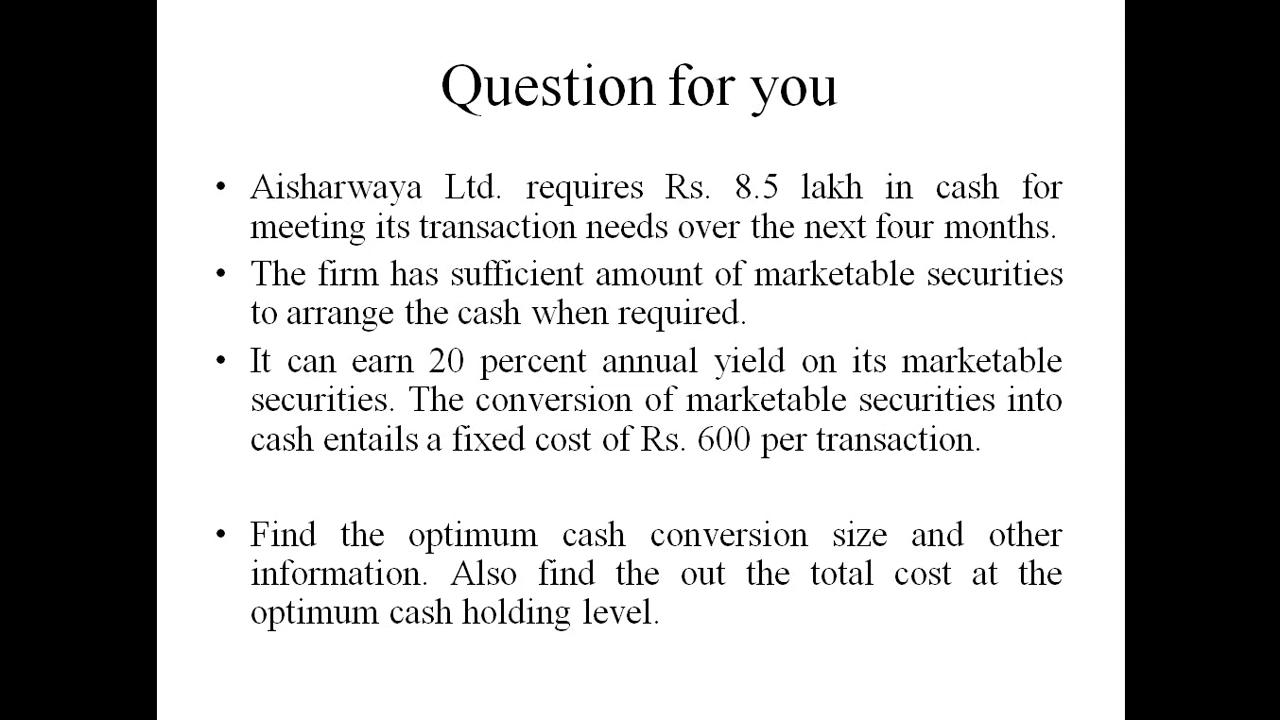 Question for you
• Aisharwaya Ltd. requires Rs. 8.5 lakh in cash for
meeting its transaction needs over the next four months.
• The firm has sufficient amount of marketable securities
to arrange the cash when required.
• It can earn 20 percent annual yield on its marketable
securities. The conversion of marketable securities into
cash entails a fixed cost of Rs. 600 per transaction.
• Find the optimum cash conversion size and other
information. Also find the out the total cost at the
optimum cash holding level.